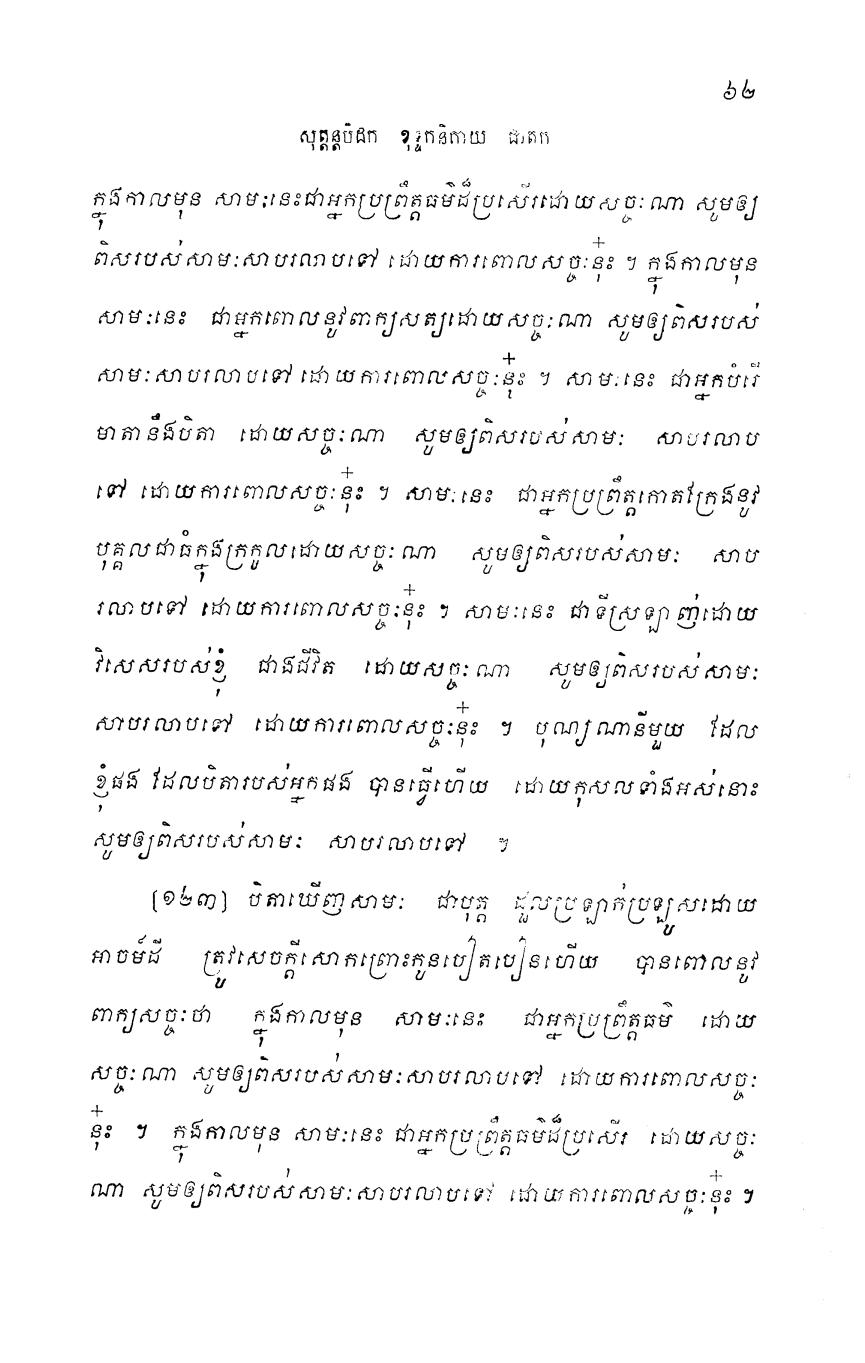 ៦២
សុត្តន្តបិដក ខុទ្ទកនិកាយ ជាតក
ក្នុងកាលមុន សាមៈនេះជាអ្នកប្រព្រឹត្តធម៌ដ៏ប្រសើរដោយសច្ចៈណា សូមឲ្យ
ពិសរបស់សាមៈសាបរលាបទៅ ដោយការពោលសច្ចៈនុ៎ះ ។ ក្នុងកាលមុន
សាមៈនេះ ជាអ្នកពោលនូវពាក្យសត្យដោយសច្ចៈណា សូមឲ្យពិសរបស់
សាមៈសាបរលាបទៅ ដោយការពោលសច្ចៈនុ៎ះ ។ សាមៈនេះ ជាអ្នកបំរើ
មាតានឹងបិតា ដោយសច្ចៈណា សូមឲ្យពិសរបស់សាមៈ សាបរលាប
ទៅ ដោយការពោលសច្ចៈនុ៎ះ ។ សាមៈនេះ ជាអ្នកប្រព្រឹត្តកោតក្រែងនូវ
បុគ្គលជាធំក្នុងត្រកូលដោយសច្ចៈណា សូមឲ្យពិសរបស់សាមៈ សាប
រលាបទៅ ដោយការពោលសច្ចៈនុ៎ះ ។ សាមៈនេះ ជាទីស្រឡាញ់ដោយ
វិសេសរបស់ខ្ញុំ ជាងជីវិត ដោយសច្ចៈណា សូមឲ្យពិសរបស់សាមៈ
សាបរលាបទៅ ដោយការពោលសច្ចៈនុ៎ះ ។ បុណ្យណានីមួយ ដែល
ខ្ញុំផង ដែលបិតារបស់អ្នកផង បានធ្វើហើយ ដោយកុសលទាំងអស់នោះ
សូមឲ្យពិសរបស់សាមៈ សាបរលាបទៅ ។
[១២៣] បិតាឃើញសាមៈ ជាបុត្ត ដួលប្រឡាក់ប្រឡូសដោយ
អាចម៍ដី ត្រូវសេចក្តីសោកព្រោះកូនបៀតបៀនហើយ បានពោលនូវ
ពាក្យសច្ចៈថា ក្នុងកាលមុន សាមៈនេះ ជាអ្នកប្រព្រឹត្តធម៌ ដោយ
សច្ចៈណា សូមឲ្យពិសរបស់សាមៈសាបរលាបទៅ ដោយការពោលសច្ចៈ
នុ៎ះ ។ ក្នុងកាលមុន សាមៈនេះ ជាអ្នកប្រព្រឹត្តធម៌ដ៏ប្រសើរ ដោយសច្ចៈ
ណា សូមឲ្យពិសរបស់សាមៈសាបរលាបទៅ ដោយការពោលសច្ចៈនុ៎ះ ។